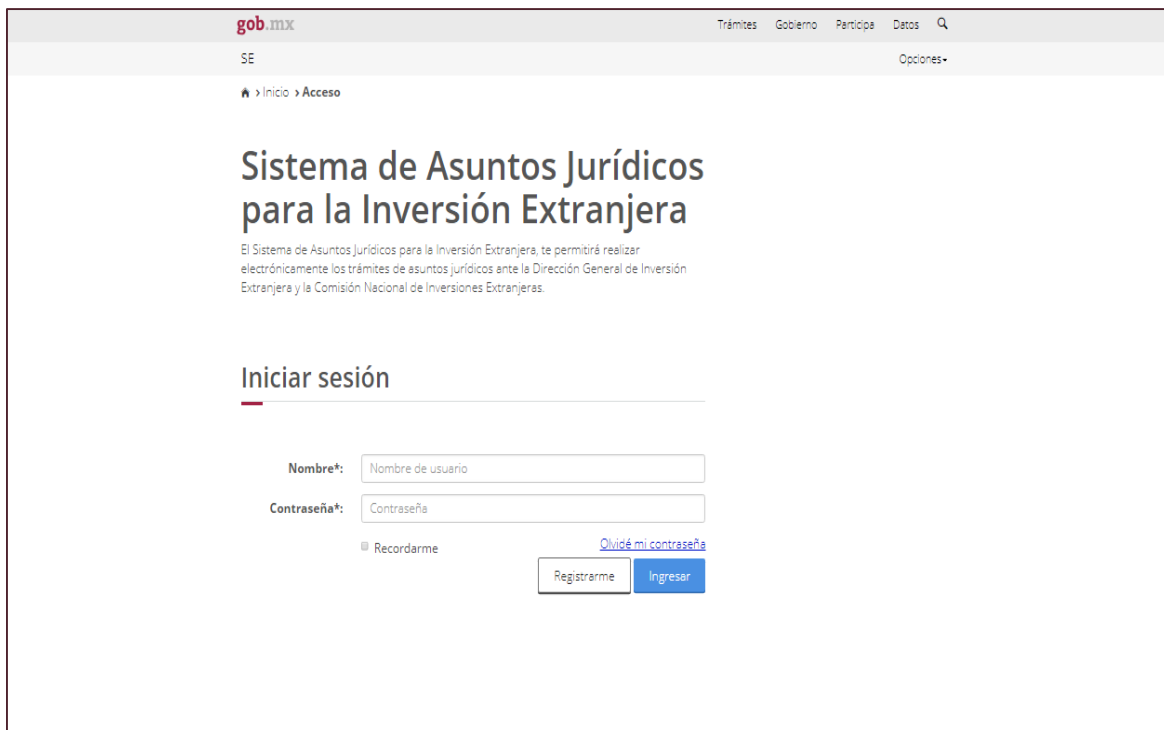 gob.mx
Trámites Gobierno Participa Datos
SE
Opciones
> Inicio > Acceso
Sistema de Asuntos Jurídicos
para la Inversión Extranjera
El Sistema de Asuntos Jurídicos para la Inversión Extranjera, te permitirá realizar
electrónicamente los trámites de asuntos jurídicos ante la Dirección General de Inversión
Extranjera y la Comisión Nacional de Inversiones Extranjeras.
Iniciar sesión
Nombre*: Nombre de usuario
Contraseña*: Contraseña
Recordarme Olvidé mi contraseña
Registrarme Ingresar